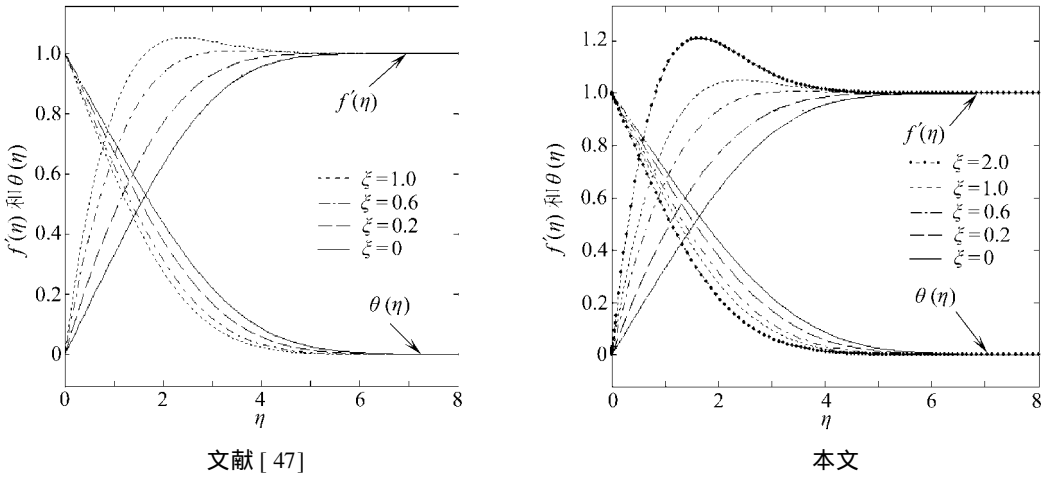 f′(η) 和 θ(η)
1.0
0.8
0.6
0.4
0.2
0
0
2
4
6
8
η
f′(η)
ξ=1.0
ξ=0.6
ξ=0.2
ξ=0
θ(η)
文献[47]
f′(η) 和 θ(η)
1.2
1.0
0.8
0.6
0.4
0.2
0
0
2
4
6
8
η
f′(η)
ξ=2.0
ξ=1.0
ξ=0.6
ξ=0.2
ξ=0
θ(η)
本文